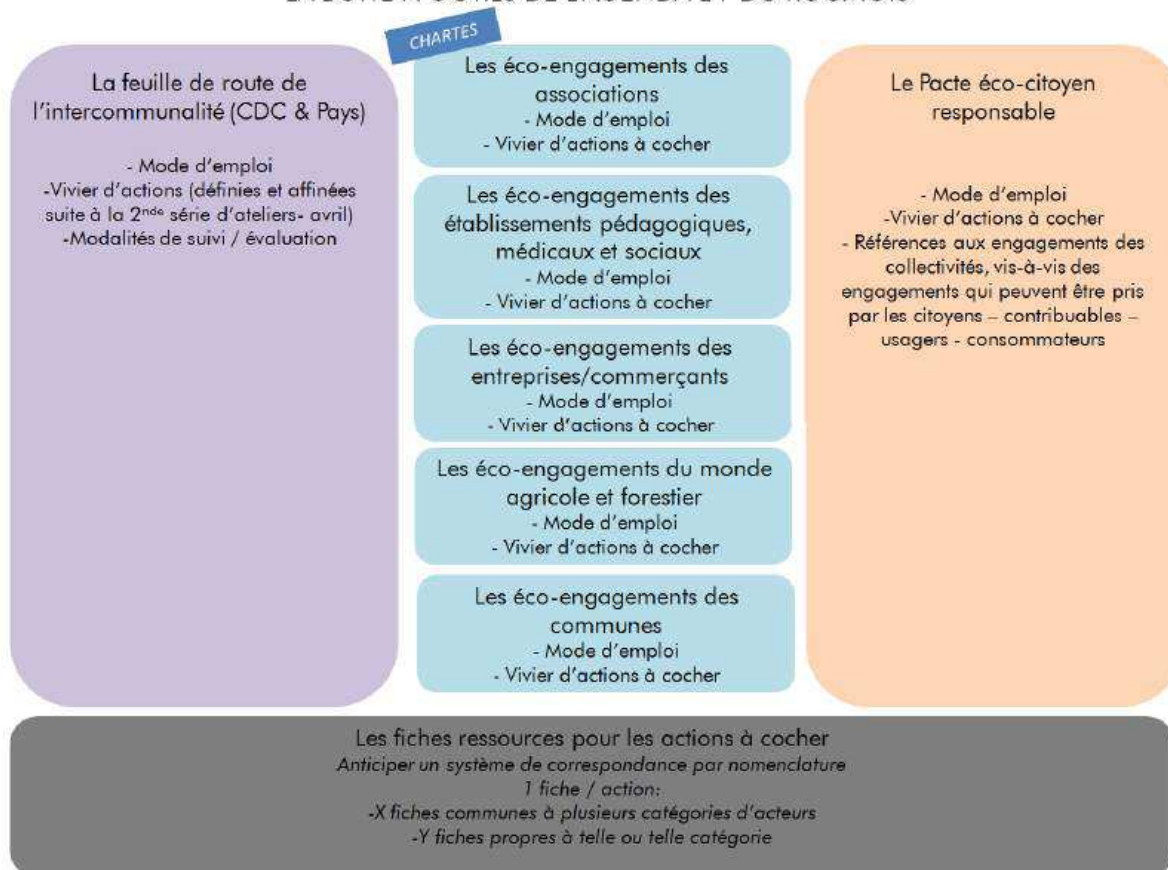 CHARTES
La feuille de route de
l'intercommunalité (CDC & Pays)
- Mode d'emploi
-Vivier d'actions (définies et affinées
suite à la 2nde série d'ateliers- avril)
-Modalités de suivi / évaluation
Les éco-engagements des
associations
- Mode d'emploi
- Vivier d'actions à cocher
Les éco-engagements des
établissements pédagogiques,
médicaux et sociaux
- Mode d'emploi
- Vivier d'actions à cocher
Les éco-engagements des
entreprises/commerçants
- Mode d'emploi
- Vivier d'actions à cocher
Les éco-engagements du monde
agricole et forestier
- Mode d'emploi
- Vivier d'actions à cocher
Les éco-engagements des
communes
- Mode d'emploi
- Vivier d'actions à cocher
Le Pacte éco-citoyen
responsable
- Mode d'emploi
-Vivier d'actions à cocher
- Références aux engagements des
collectivités, vis-à-vis des
engagements qui peuvent être pris
par les citoyens – contribuables –
usagers - consommateurs
Les fiches ressources pour les actions à cocher
Anticiper un système de correspondance par nomenclature
1 fiche / action:
-X fiches communes à plusieurs catégories d'acteurs
-Y fiches propres à telle ou telle catégorie